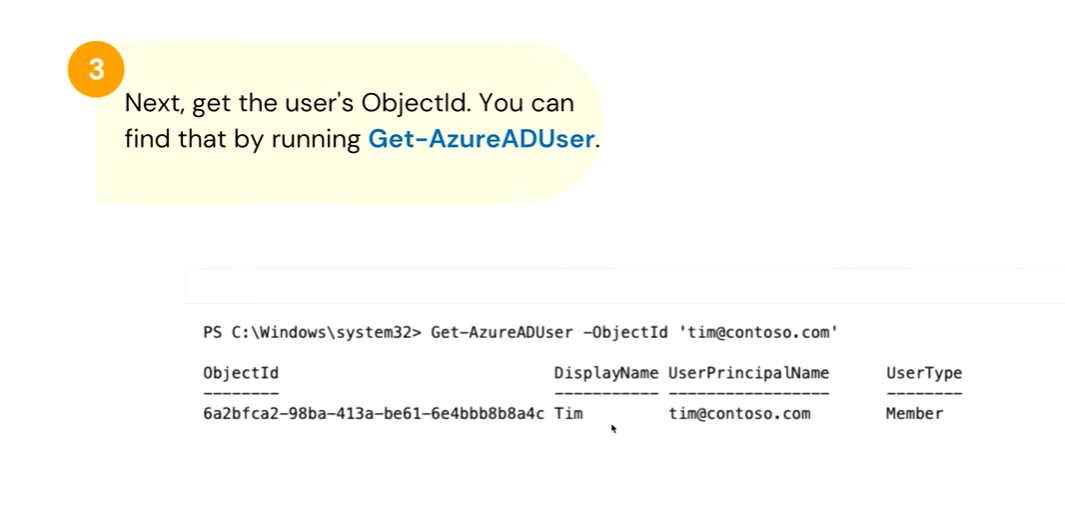 3
Next, get the user's ObjectId. You can
find that by running Get-AzureADUser.
PS C:\Windows\system32> Get-AzureADUser -ObjectId 'tim@contoso.com'
ObjectId DisplayName UserPrincipalName UserType
-------- ----------- ----------------- --------
6a2bfca2-98ba-413a-be61-6e4bbb8b8a4c Tim tim@contoso.com Member